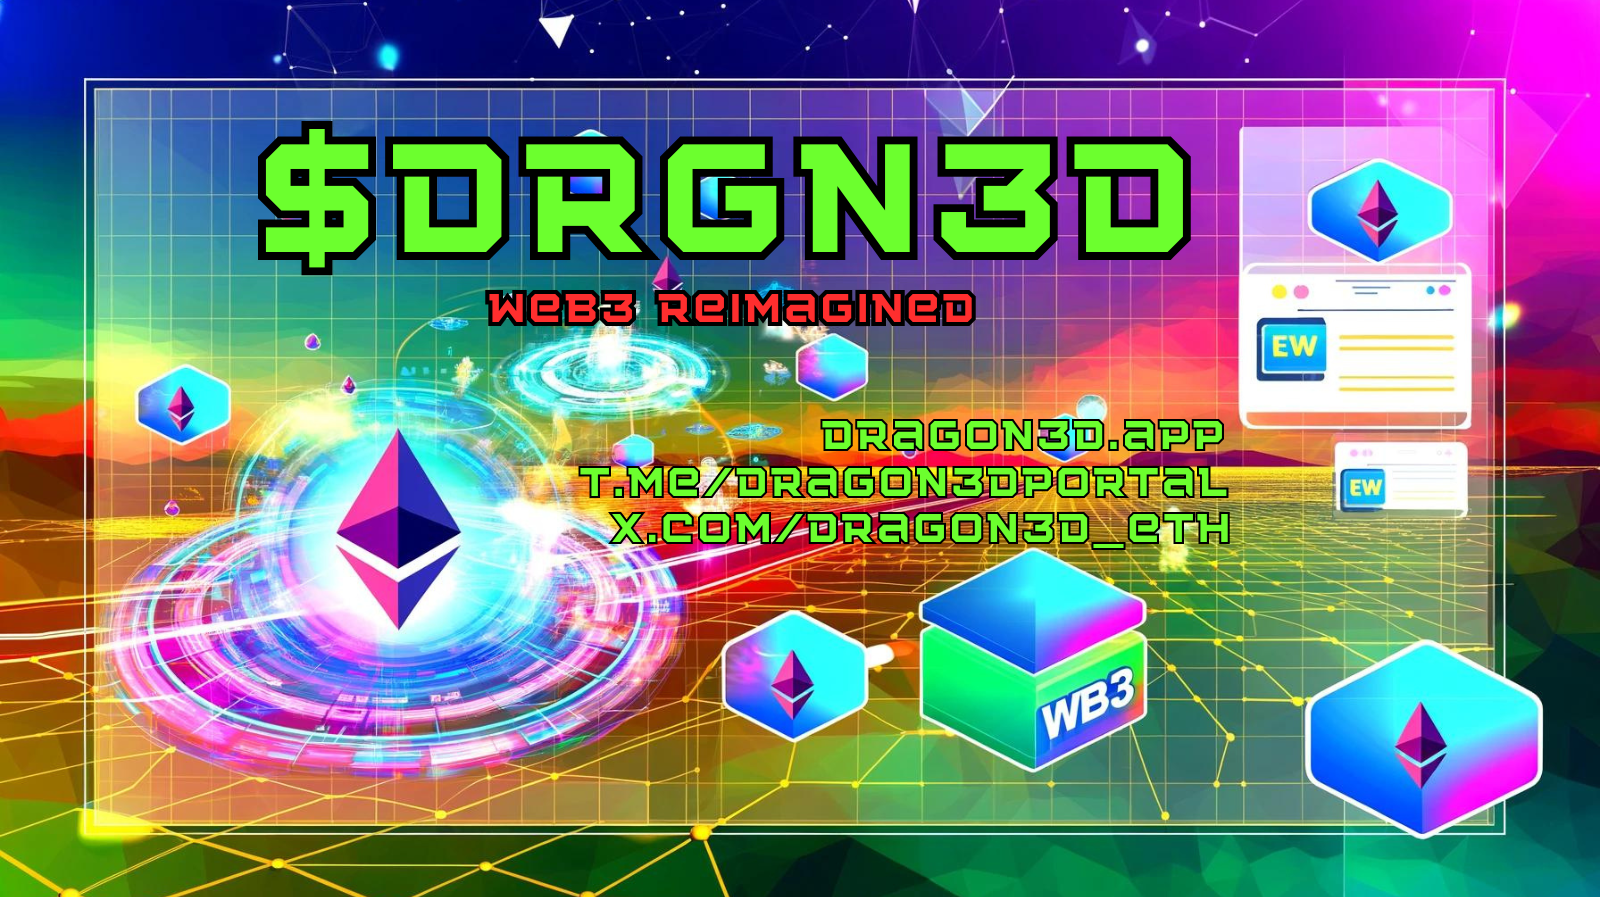 $DRGN3D
WEB3 REIMAGINED
DRAGON3D.APP
T.ME/DRAGON3DPORTAL
X.COM/DRAGON3D_ETH
EW
EW
WB3